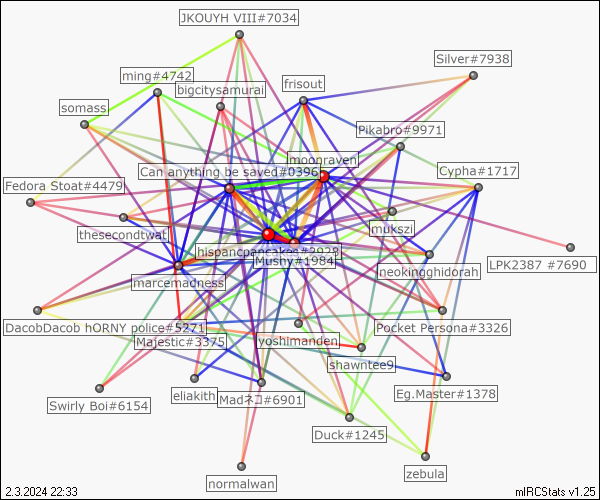 JKOUYH VIII#7034
Silver#7938
ming#4742
frisout
bigcitysamurai
somass
Pikabro#9971
moonraven
Can anything be saved#0396
Cypha#1717
Fedora Stoat#4479
thesecondtwat
mukszi
hispancpancakes#2928
Mushy#1984
LPK2387 #7690
neokingghidorah
marcemadness
DacobDacob hORNY police#5271
Pocket Persona#3326
Majestic#3375
yoshimanden
shawntee9
Eg.Master#1378
eliakith
Madネコ#6901
Swirly Boi#6154
Duck#1245
zebula
normalwan
2.3.2024 22:33
mIRCStats v1.25